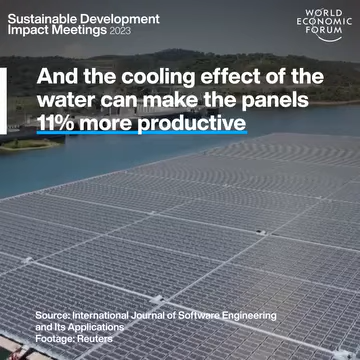 Sustainable Development
Impact Meetings 2023
WORLD
ECONOMIC
FORUM
And the cooling effect of the
water can make the panels
11% more productive
Source: International Journal of Software Engineering
and Its Applications
Footage: Reuters